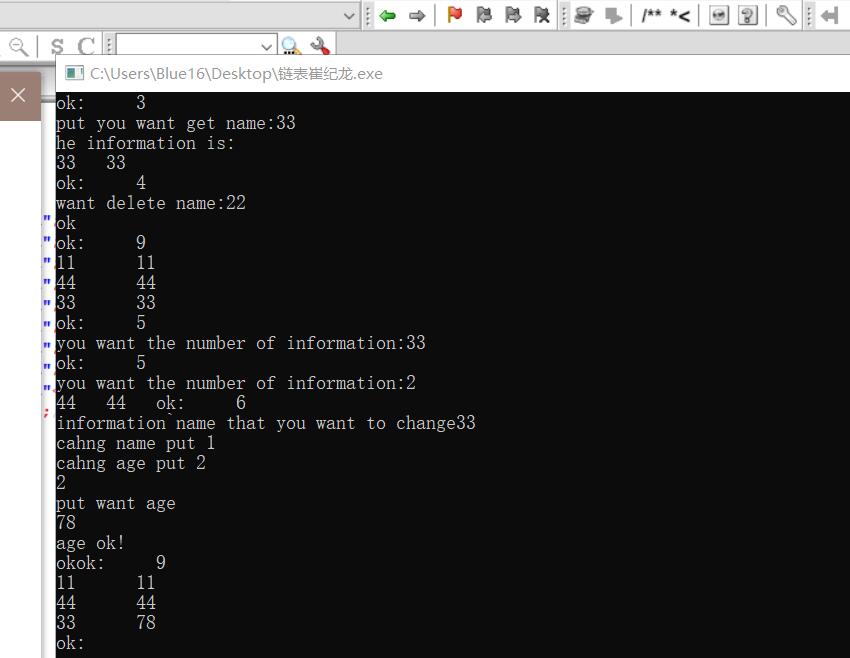 /** *<
S C
C:\Users\Blue16\Desktop\链表崔纪龙.exe
ok: 3
put you want get name:33
he information is:
33 33
ok: 4
want delete name:22
ok
ok: 9
11 11
44 44
33 33
ok: 5
you want the number of information:33
ok: 5
you want the number of information:2
44 44 ok: 6
information`name that you want to change33
cahng name put 1
cahng age put 2
2
put want age
78
age ok!
okok: 9
11 11
44 44
33 78
ok: